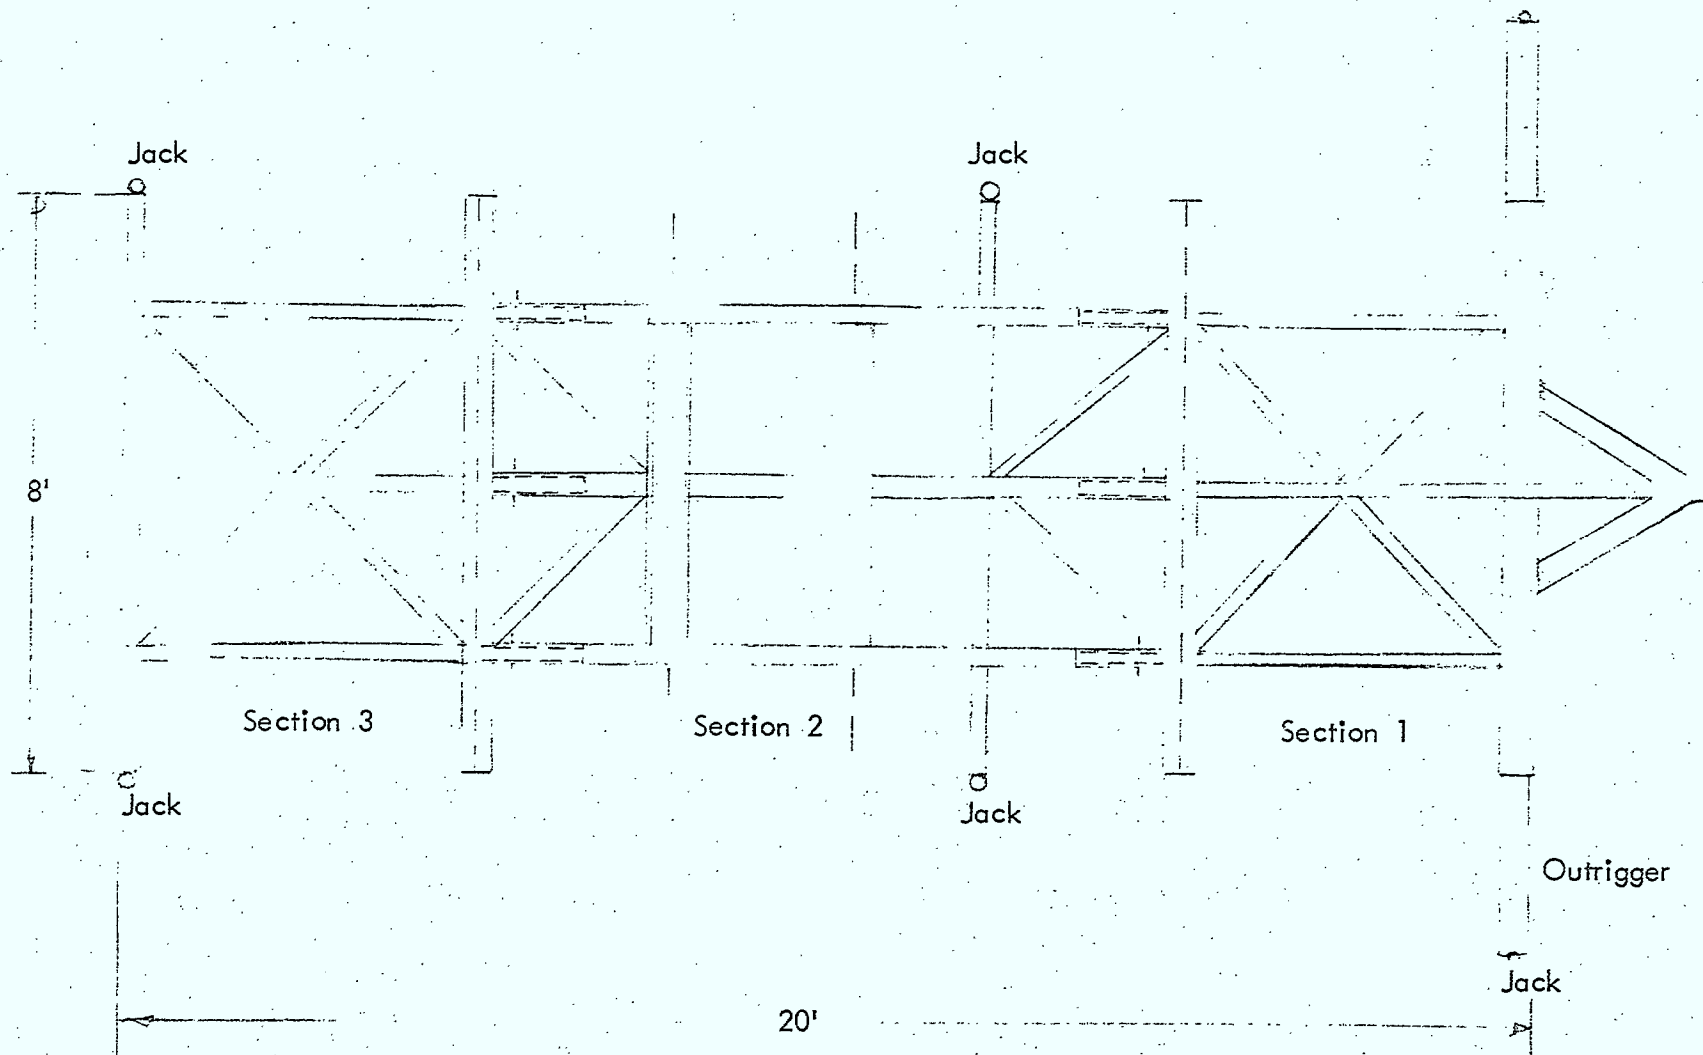 Jack
Jack
8'
Section 3
Section 2
Section 1
Jack
Jack
Outrigger
Jack
20'